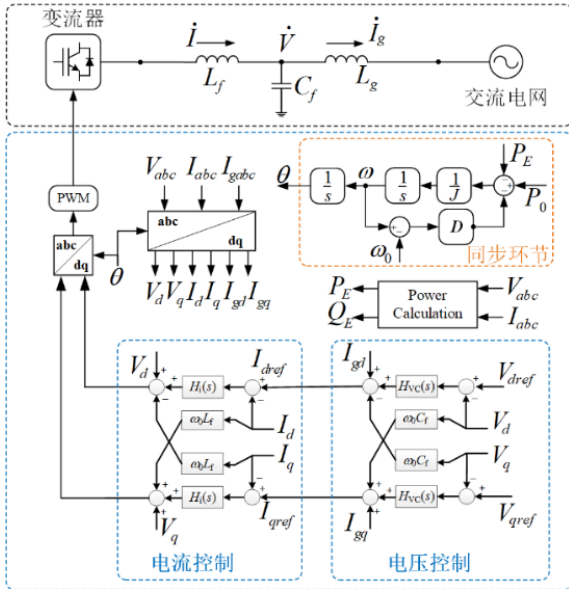 变流器
İ
V̇
İg
Lf
Cf
Lg
交流电网
Vabc Iabc Igabc
abc
dq
Vd Vq Id Iq Igd Igq
PWM
abc
dq
θ
θ
1/s
ω
1/s
1/J
PE
P0
D
ω0
同步环节
PE
QE
Power
Calculation
Vabc
Iabc
Vd
Hi(s)
Idref
ω0Lf
Id
ω0Lf
Iq
Hi(s)
Iqref
Vq
电流控制
Igd
HVC(s)
Vdref
ω0Cf
Vd
ω0Cf
Vq
HVC(s)
Vqref
Igq
电压控制